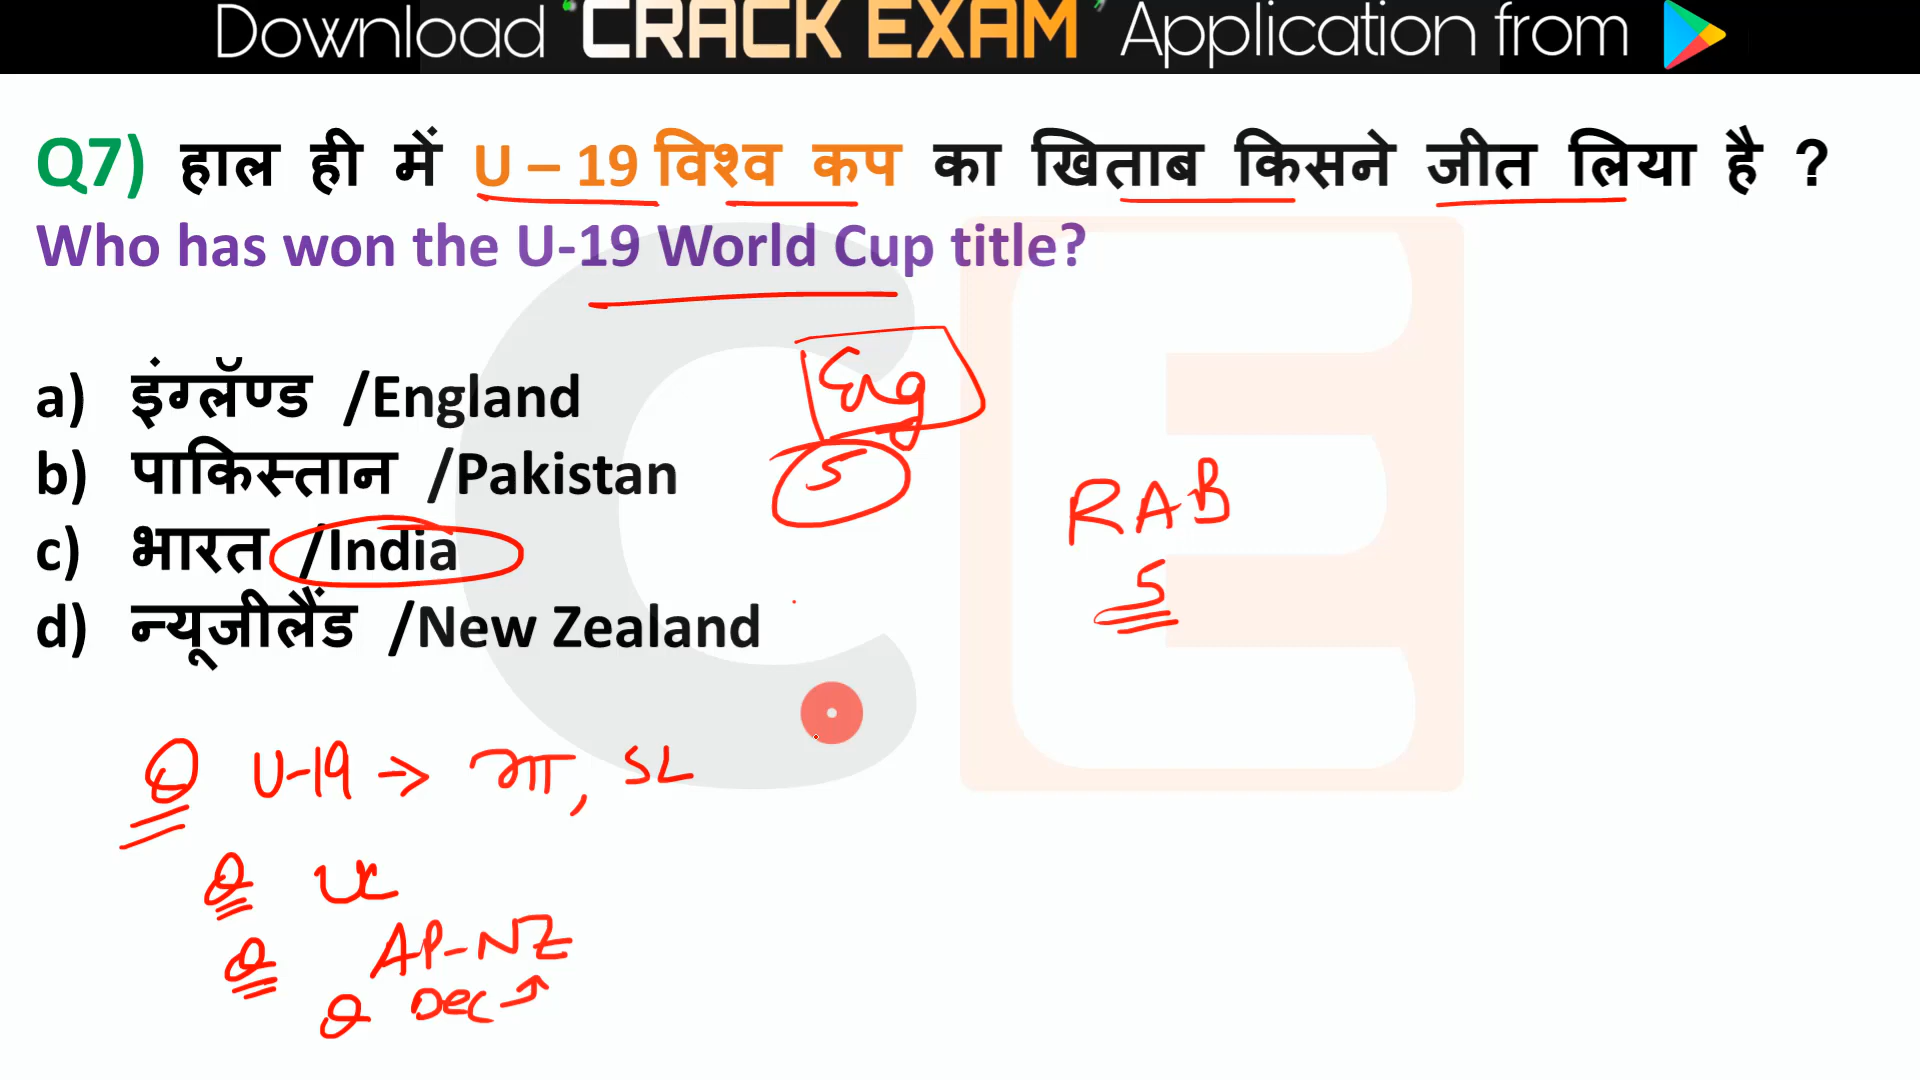 Download CRACK EXAM Application from
Q7) हाल ही में U – 19 विश्व कप का खिताब किसने जीत लिया है ?
Who has won the U-19 World Cup title?
a) इंग्लॅण्ड /England
Eng
b) पाकिस्तान /Pakistan
5
RAB
c) भारत /India
5
d) न्यूजीलैंड /New Zealand
Q U-19 → SL
Q
Q AP-NZ
Q Dec →
CE